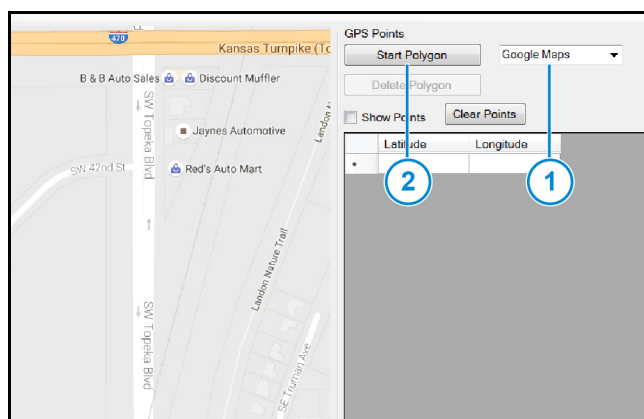 470
Kansas Turnpike (To
B & B Auto Sales
Discount Muffler
Jaynes Automotive
Red's Auto Mart
SW 42nd St
SW Topeka Blvd
SW Topeka Blvd
Landon N
Landon Nature Trail
SE Truman Ave
GPS Points
Start Polygon
Google Maps
Delete Polygon
Show Points
Clear Points
Latitude
Longitude
2
1